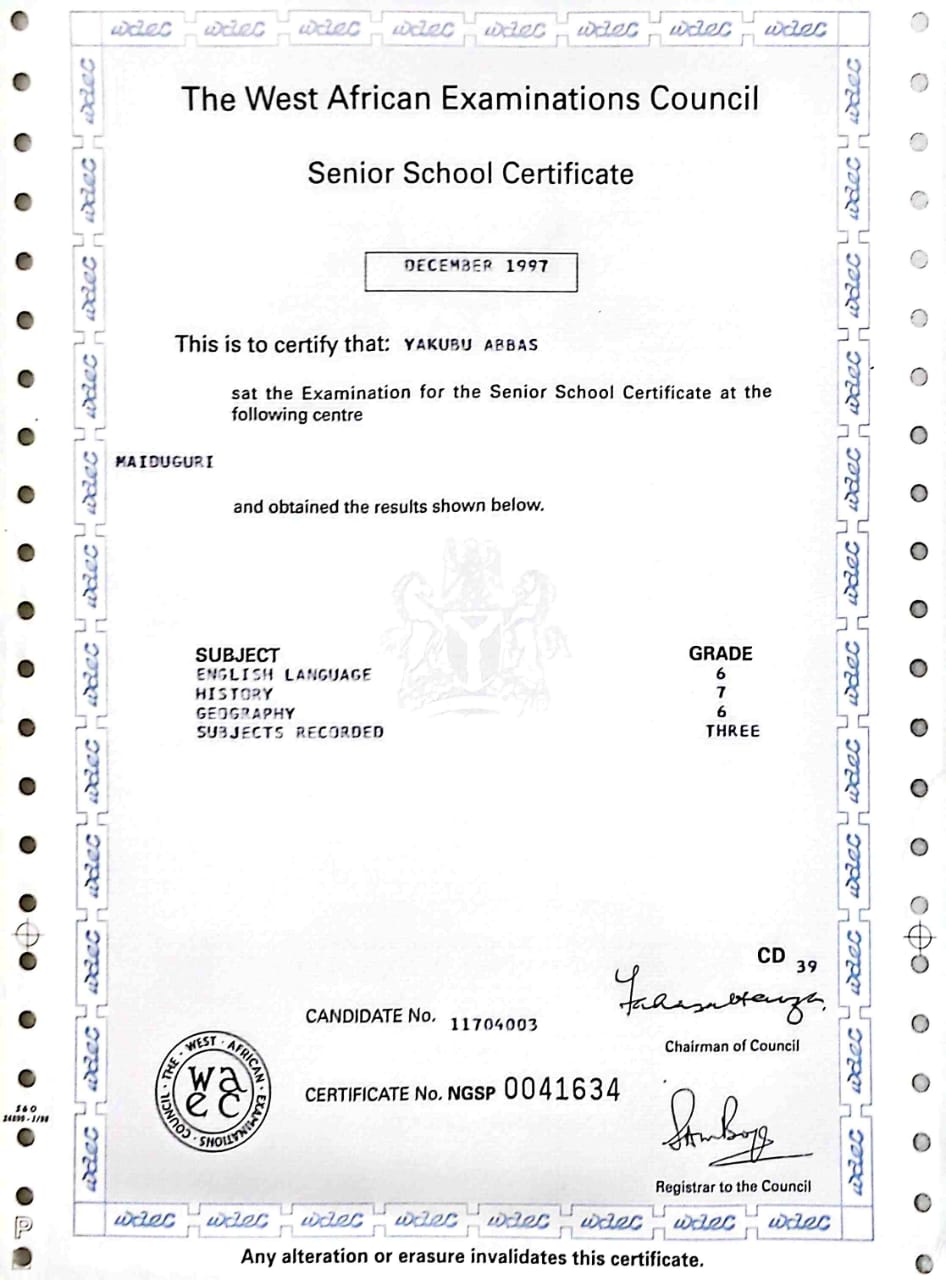 waec waec waec waec waec waec waec waec
The West African Examinations Council
Senior School Certificate
DECEMBER 1997
This is to certify that: YAKUBU ABBAS
sat the Examination for the Senior School Certificate at the
following centre
MAIDUGURI
and obtained the results shown below.
SUBJECT GRADE
ENGLISH LANGUAGE 6
HISTORY 7
GEOGRAPHY 6
SUBJECTS RECORDED THREE
CD 39
CANDIDATE No. 11704003
Chairman of Council
THE · WEST · AFRICAN · EXAMINATIONS · COUNCIL
wa
ec
CERTIFICATE No. NGSP 0041634
Registrar to the Council
P
waec waec waec waec waec waec waec waec
Any alteration or erasure invalidates this certificate.